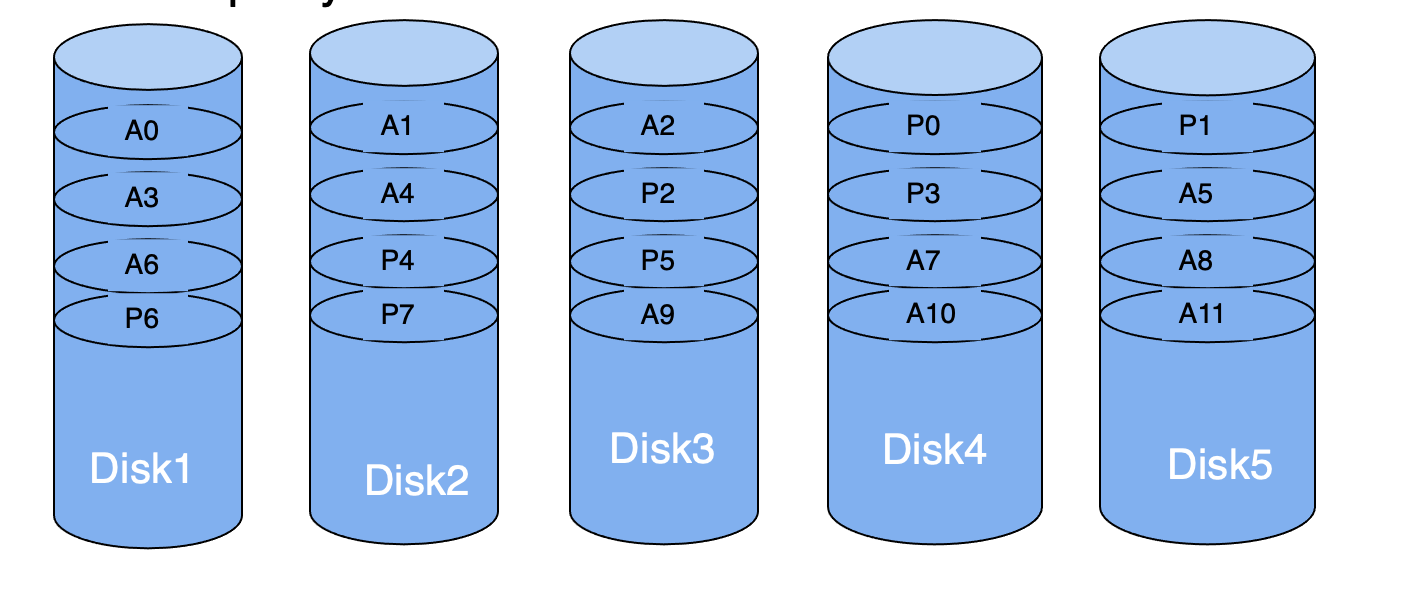 A0 A1 A2 P0 P1
A3 A4 P2 P3 A5
A6 P4 P5 A7 A8
P6 P7 A9 A10 A11
Disk1 Disk2 Disk3 Disk4 Disk5